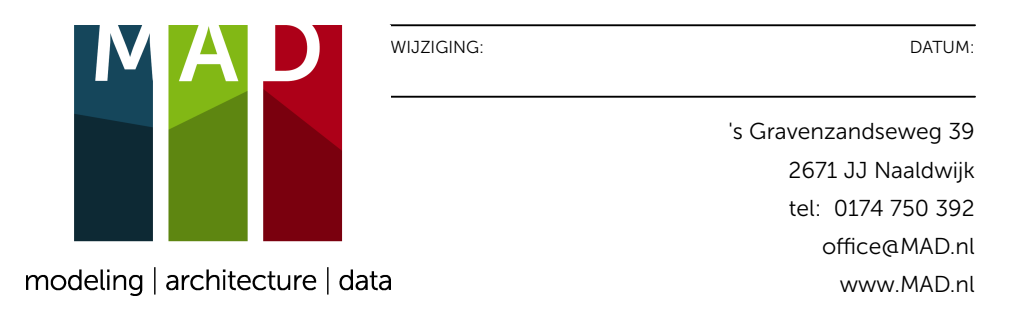 MAD
modeling | architecture | data
WIJZIGING: DATUM:
's Gravenzandseweg 39
2671 JJ Naaldwijk
tel: 0174 750 392
office@MAD.nl
www.MAD.nl